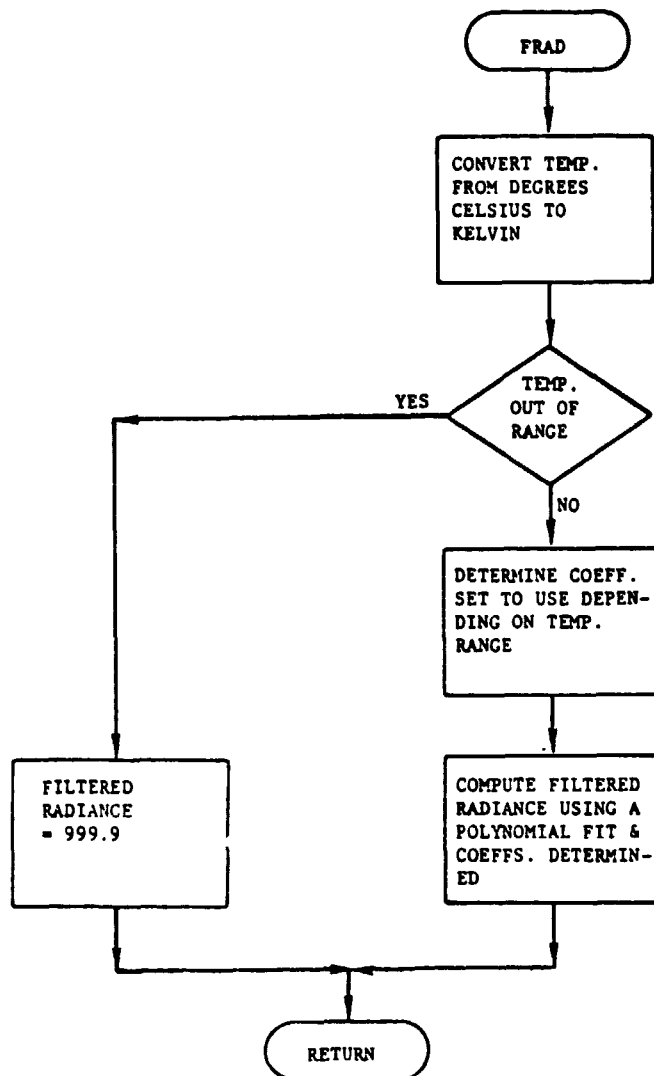 FRAD
CONVERT TEMP.
FROM DEGREES
CELSIUS TO
KELVIN
TEMP.
OUT OF
RANGE
YES
NO
DETERMINE COEFF.
SET TO USE DEPEN-
DING ON TEMP.
RANGE
FILTERED
RADIANCE
= 999.9
COMPUTE FILTERED
RADIANCE USING A
POLYNOMIAL FIT &
COEFFS. DETERMIN-
ED
RETURN